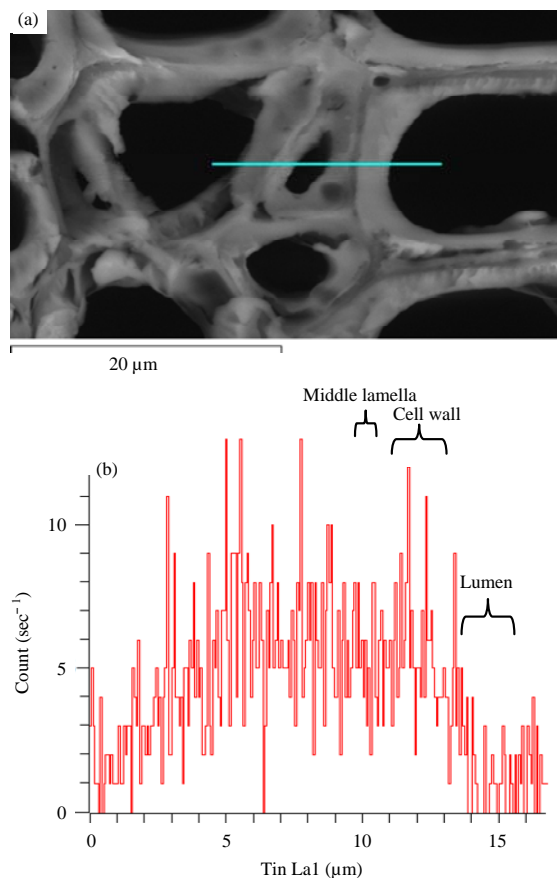 (a)
20 µm
Middle lamella
Cell wall
(b)
Lumen
10
5
0
Count (sec⁻¹)
0 5 10 15
Tin La1 (µm)